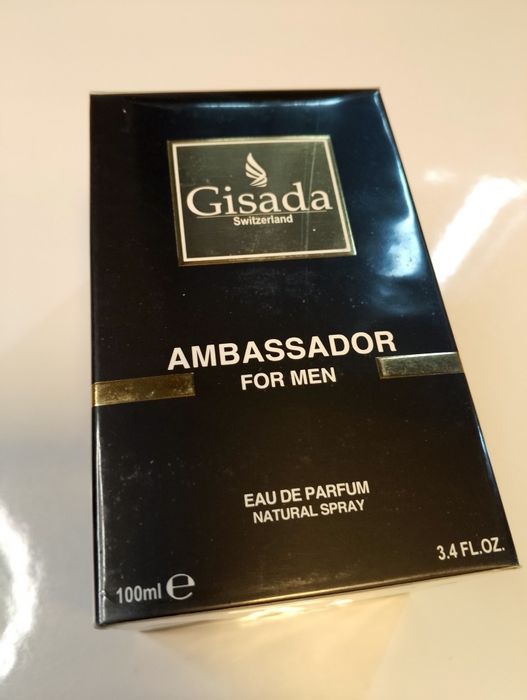 Gisada
Switzerland
AMBASSADOR
FOR MEN
EAU DE PARFUM
NATURAL SPRAY
100ml ℮
3.4 FL.OZ.